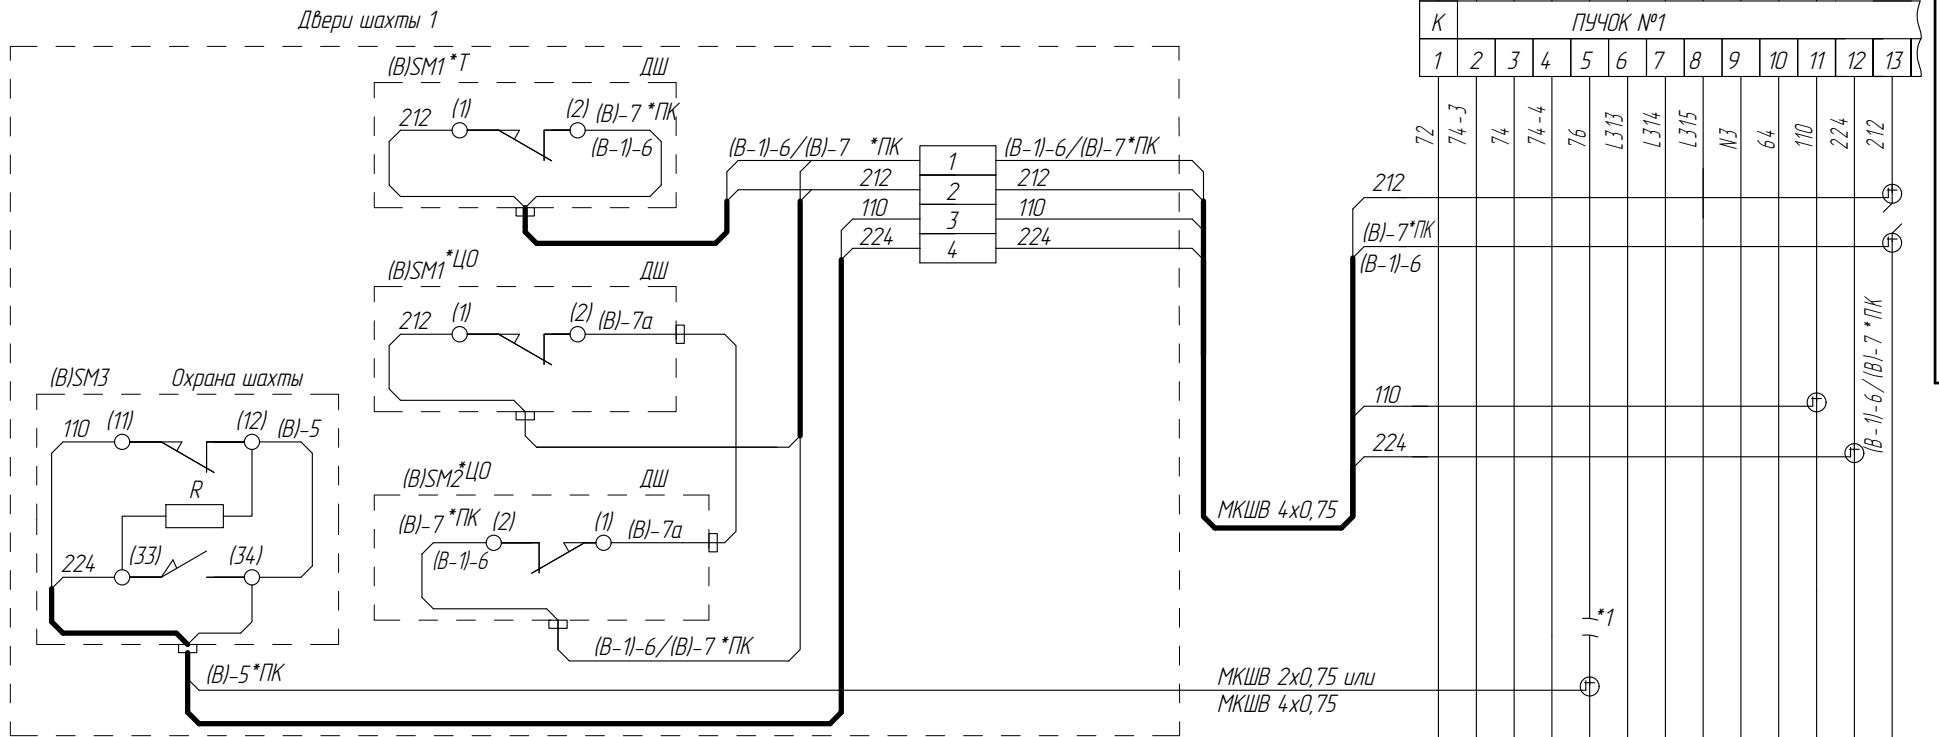 Двери шахты 1
К ПУЧОК №1
1 2 3 4 5 6 7 8 9 10 11 12 13
72 74-3 74 74-4 76 L313 L314 L315 N3 64 110 224 212
(В)SM1 *Т ДШ
212 (1) (2) (В)-7 *ПК
(В-1)-6
(В-1)-6/(В)-7 *ПК 1 (В-1)-6/(В)-7*ПК
212 2 212
110 3 110
224 4 224
212
(В)-7*ПК
(В-1)-6
(В)SM1 *ЦО ДШ
212 (1) (2) (В)-7а
(В-1)-6/(В)-7 *ПК
110
224
(В)SM3 Охрана шахты
110 (11) (12) (В)-5
R
224 (33) (34)
(В)SM2 *ЦО ДШ
(В)-7 *ПК (2) (1) (В)-7а
(В-1)-6
МКШВ 4х0,75
*1
(В-1)-6/(В)-7 *ПК
(В)-5*ПК
МКШВ 2х0,75 или
МКШВ 4х0,75